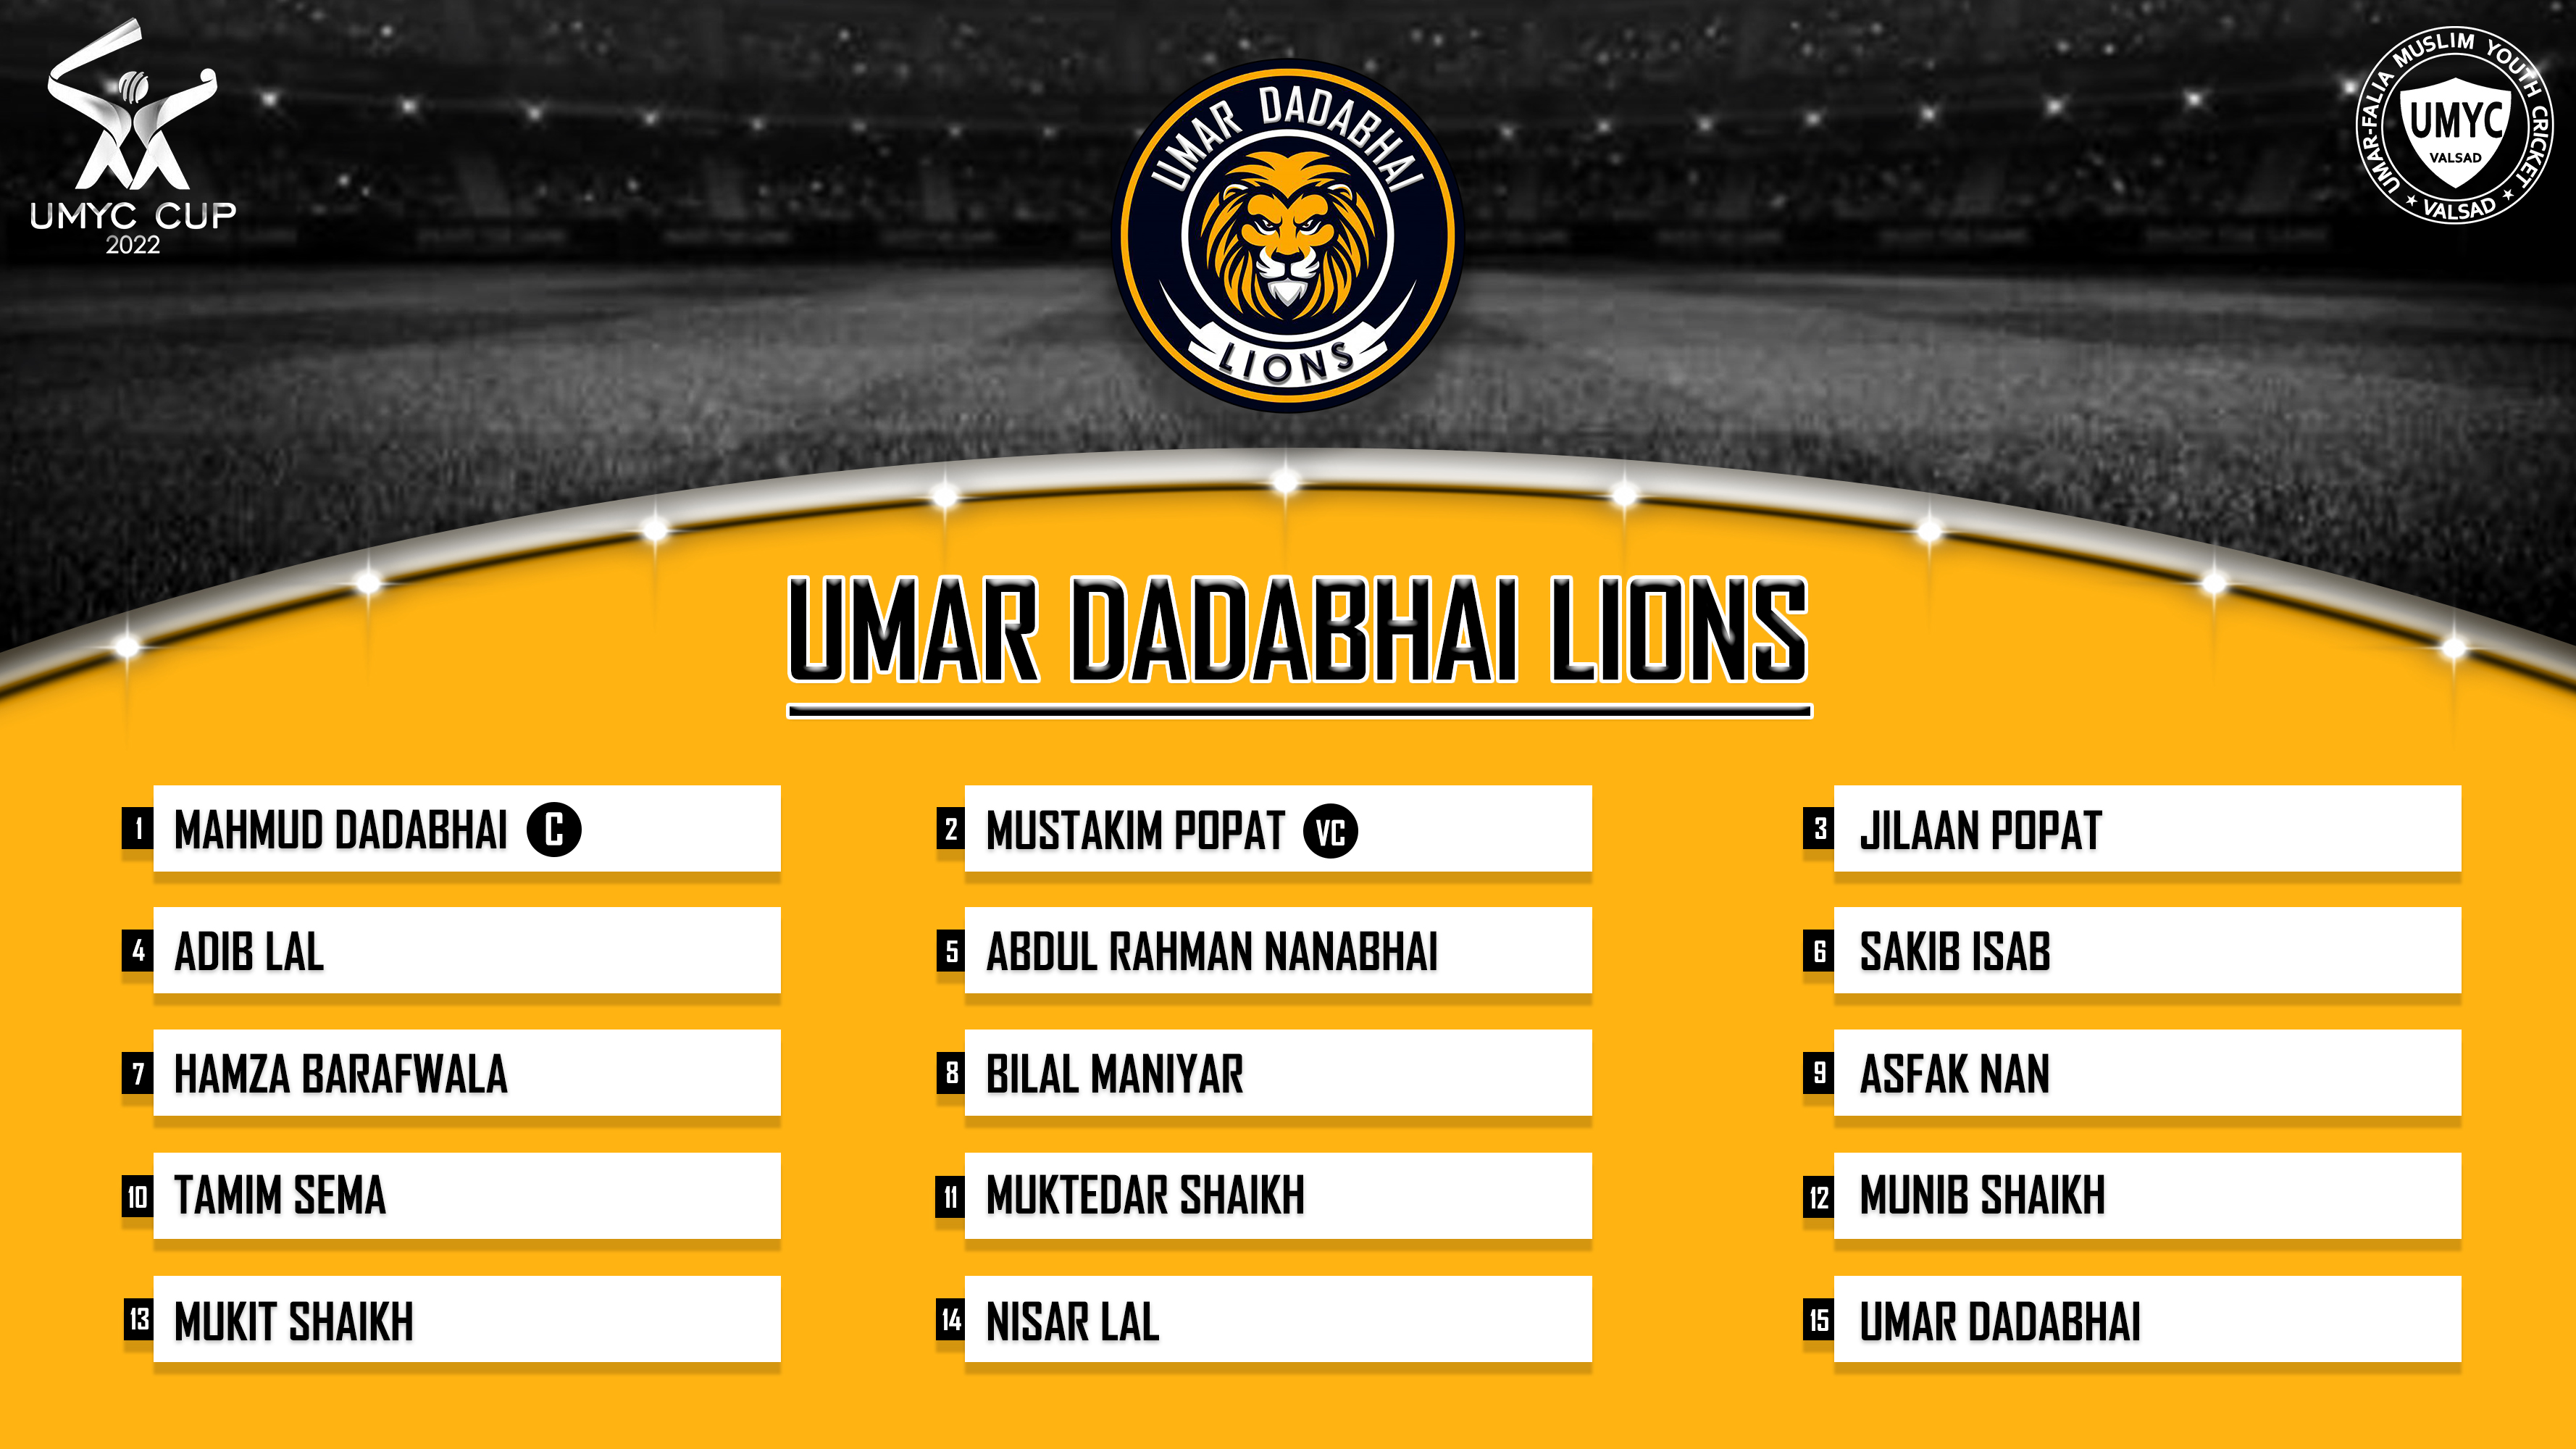 UMYC CUP
2022
UMAR DADABHAI
LIONS
UMAR-FALIA MUSLIM YOUTH CRICKET
UMYC
VALSAD
★ VALSAD ★
UMAR DADABHAI LIONS
1 MAHMUD DADABHAI C
2 MUSTAKIM POPAT VC
3 JILAAN POPAT
4 ADIB LAL
5 ABDUL RAHMAN NANABHAI
6 SAKIB ISAB
7 HAMZA BARAFWALA
8 BILAL MANIYAR
9 ASFAK NAN
10 TAMIM SEMA
11 MUKTEDAR SHAIKH
12 MUNIB SHAIKH
13 MUKIT SHAIKH
14 NISAR LAL
15 UMAR DADABHAI